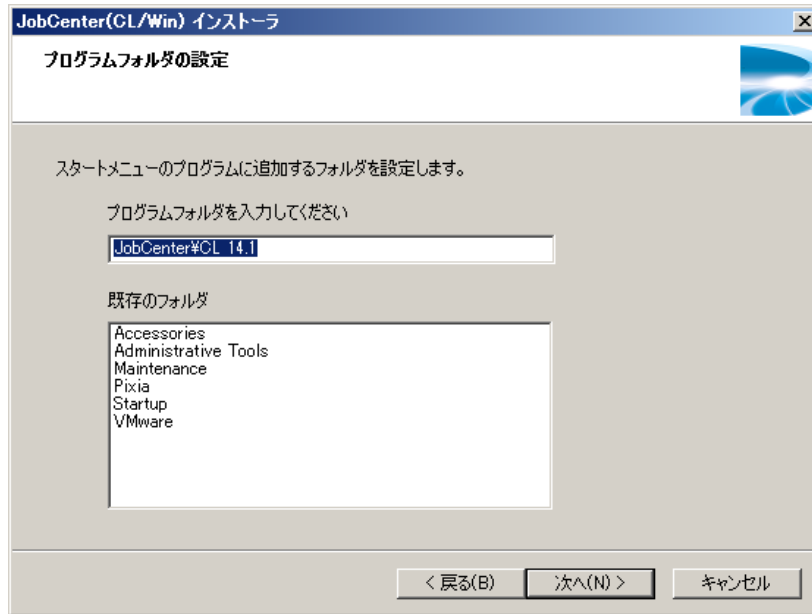 JobCenter(CL/Win) インストーラ
プログラムフォルダの設定
スタートメニューのプログラムに追加するフォルダを設定します。
プログラムフォルダを入力してください
JobCenter¥CL 14.1
既存のフォルダ
Accessories
Administrative Tools
Maintenance
Pixia
Startup
VMware
< 戻る(B)
次へ(N) >
キャンセル